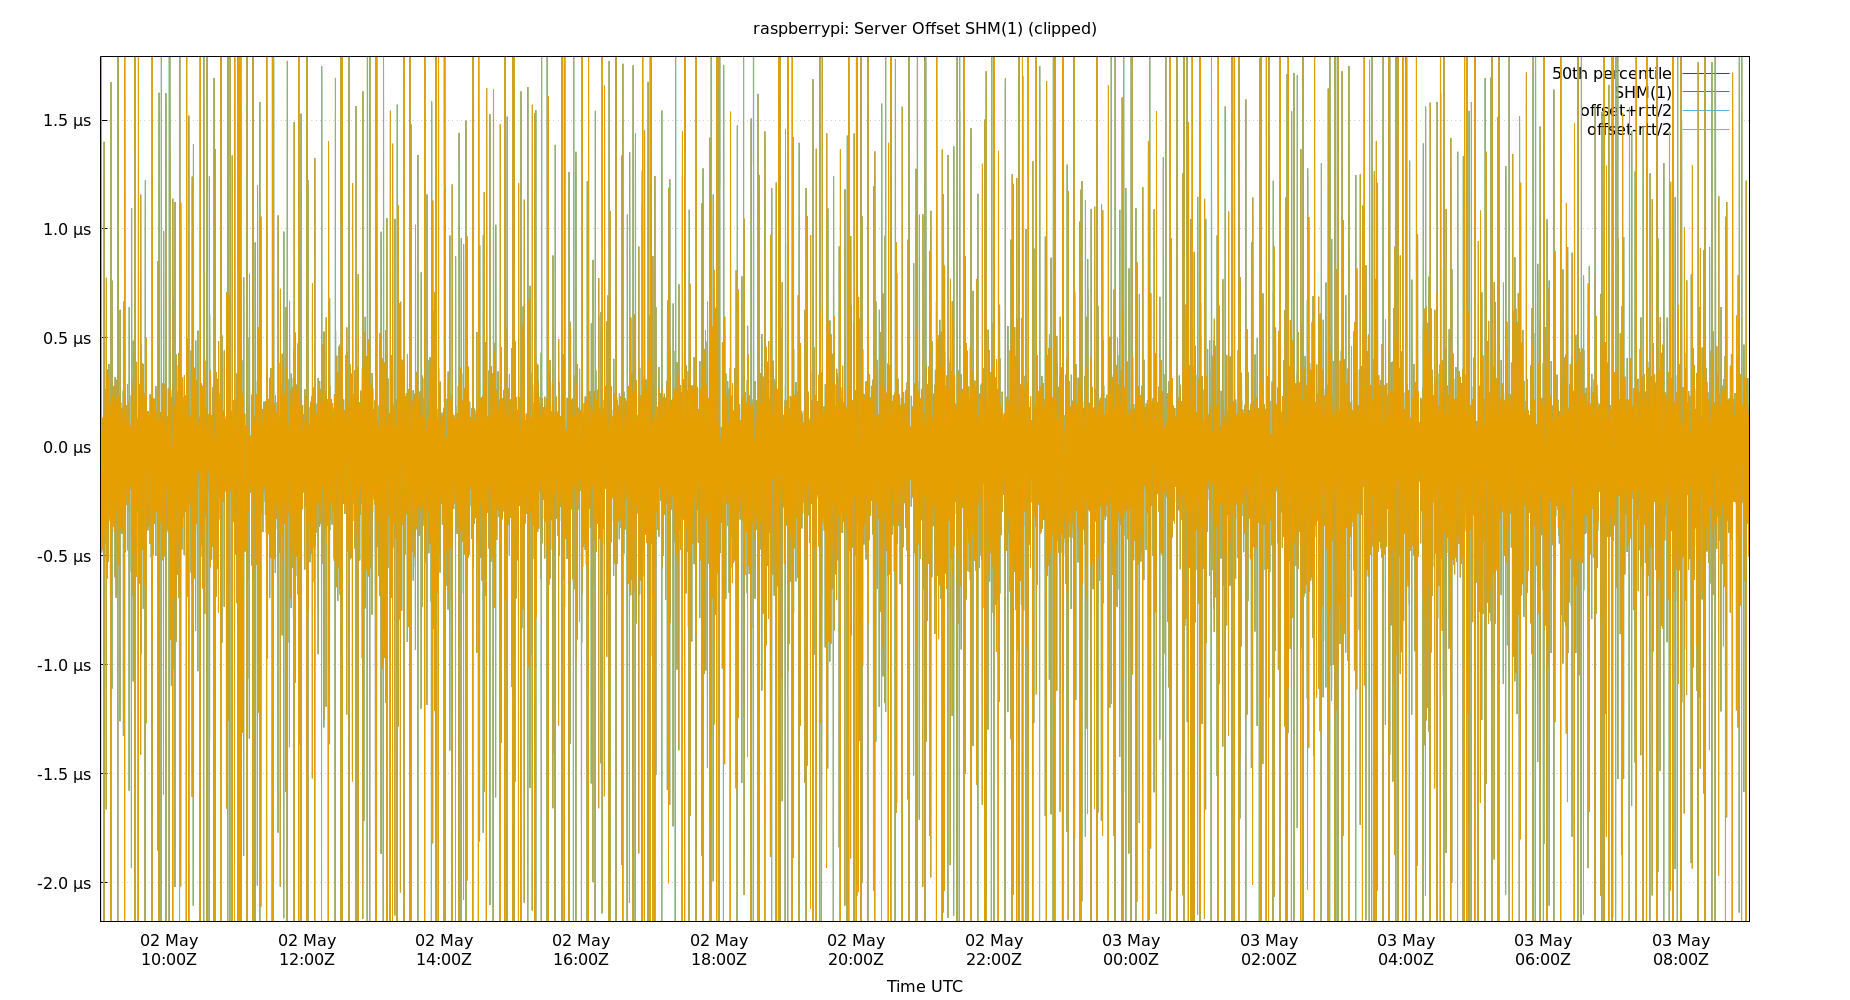 raspberrypi: Server Offset SHM(1) (clipped)
50th percentile
SHM(1)
offset+rtt/2
offset-rtt/2
1.5 µs
1.0 µs
0.5 µs
0.0 µs
-0.5 µs
-1.0 µs
-1.5 µs
-2.0 µs
02 May 02 May 02 May 02 May 02 May 02 May 02 May 03 May 03 May 03 May 03 May 03 May
10:00Z 12:00Z 14:00Z 16:00Z 18:00Z 20:00Z 22:00Z 00:00Z 02:00Z 04:00Z 06:00Z 08:00Z
Time UTC